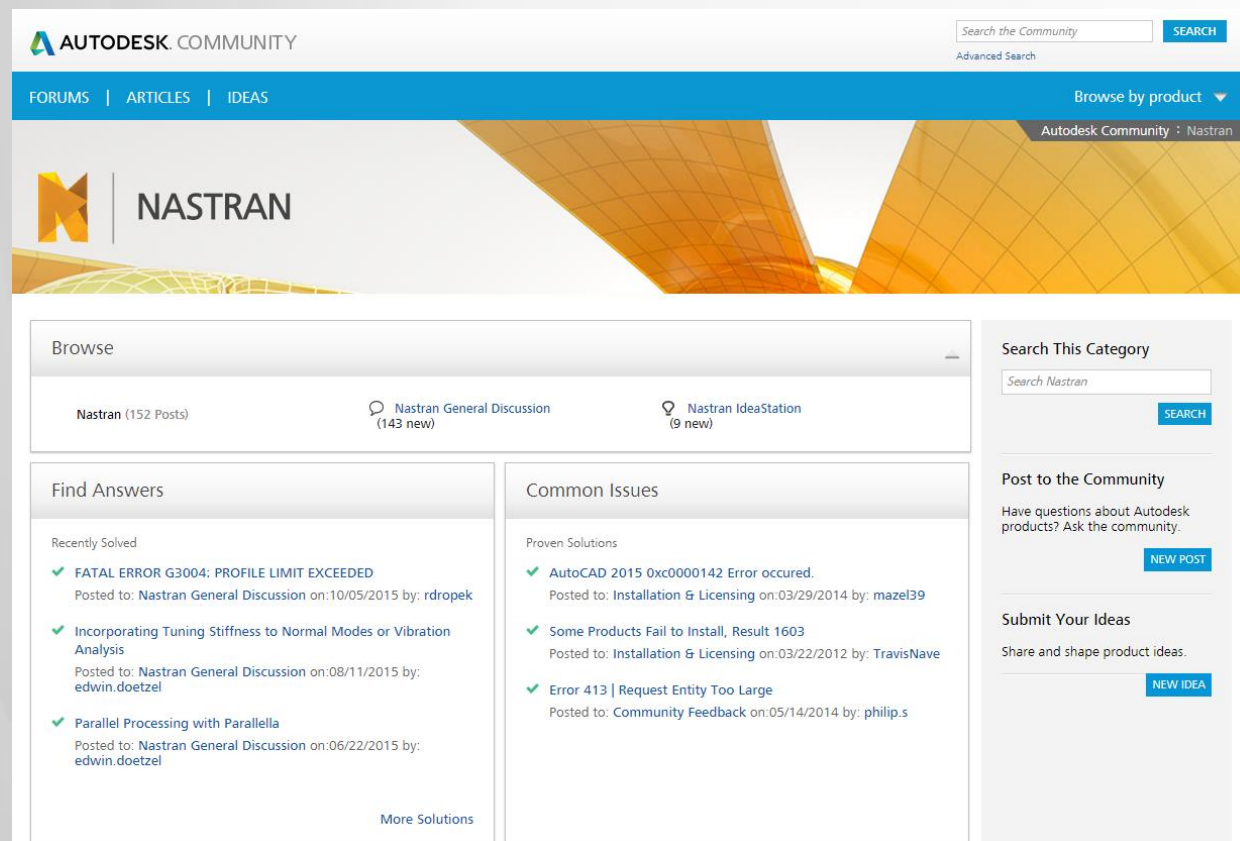 AUTODESK. COMMUNITY
Search the Community
SEARCH
Advanced Search
FORUMS | ARTICLES | IDEAS
Browse by product
Autodesk Community : Nastran
NASTRAN
Browse
Nastran (152 Posts)
Nastran General Discussion
(143 new)
Nastran IdeaStation
(9 new)
Find Answers
Recently Solved
FATAL ERROR G3004: PROFILE LIMIT EXCEEDED
Posted to: Nastran General Discussion on:10/05/2015 by: rdropek
Incorporating Tuning Stiffness to Normal Modes or Vibration
Analysis
Posted to: Nastran General Discussion on:08/11/2015 by:
edwin.doetzel
Parallel Processing with Parallella
Posted to: Nastran General Discussion on:06/22/2015 by:
edwin.doetzel
More Solutions
Common Issues
Proven Solutions
AutoCAD 2015 0xc0000142 Error occured.
Posted to: Installation & Licensing on:03/29/2014 by: mazel39
Some Products Fail to Install, Result 1603
Posted to: Installation & Licensing on:03/22/2012 by: TravisNave
Error 413 | Request Entity Too Large
Posted to: Community Feedback on:05/14/2014 by: philip.s
Search This Category
Search Nastran
SEARCH
Post to the Community
Have questions about Autodesk
products? Ask the community.
NEW POST
Submit Your Ideas
Share and shape product ideas.
NEW IDEA